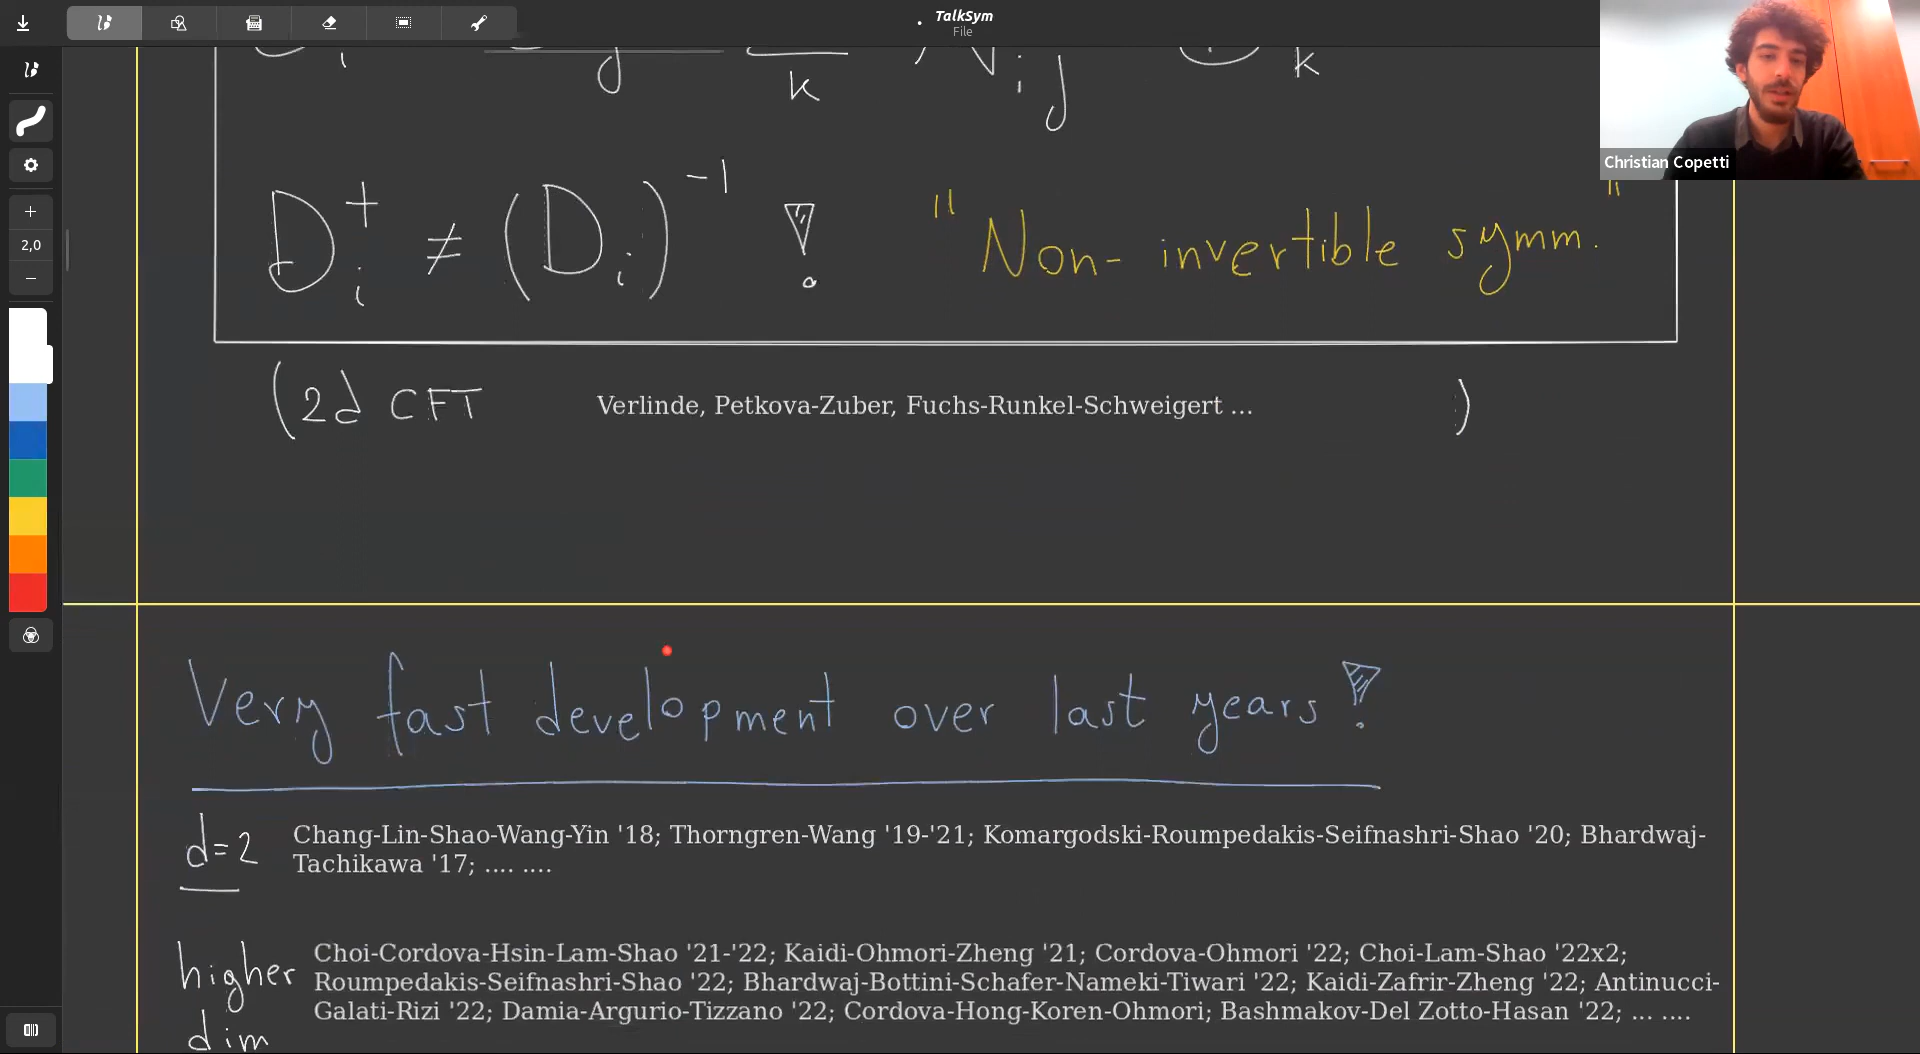 TalkSym
File
2,0
k i j k
D_i^† ≠ (D_i)^{-1} ! "Non-invertible symm."
(2d CFT Verlinde, Petkova-Zuber, Fuchs-Runkel-Schweigert ... )
Very fast development over last years!
d=2 Chang-Lin-Shao-Wang-Yin '18; Thorngren-Wang '19-'21; Komargodski-Roumpedakis-Seifnashri-Shao '20; Bhardwaj-
Tachikawa '17; .... ....
higher dim
Choi-Cordova-Hsin-Lam-Shao '21-'22; Kaidi-Ohmori-Zheng '21; Cordova-Ohmori '22; Choi-Lam-Shao '22x2;
Roumpedakis-Seifnashri-Shao '22; Bhardwaj-Bottini-Schafer-Nameki-Tiwari '22; Kaidi-Zafrir-Zheng '22; Antinucci-
Galati-Rizi '22; Damia-Argurio-Tizzano '22; Cordova-Hong-Koren-Ohmori; Bashmakov-Del Zotto-Hasan '22; ... ....
Christian Copetti